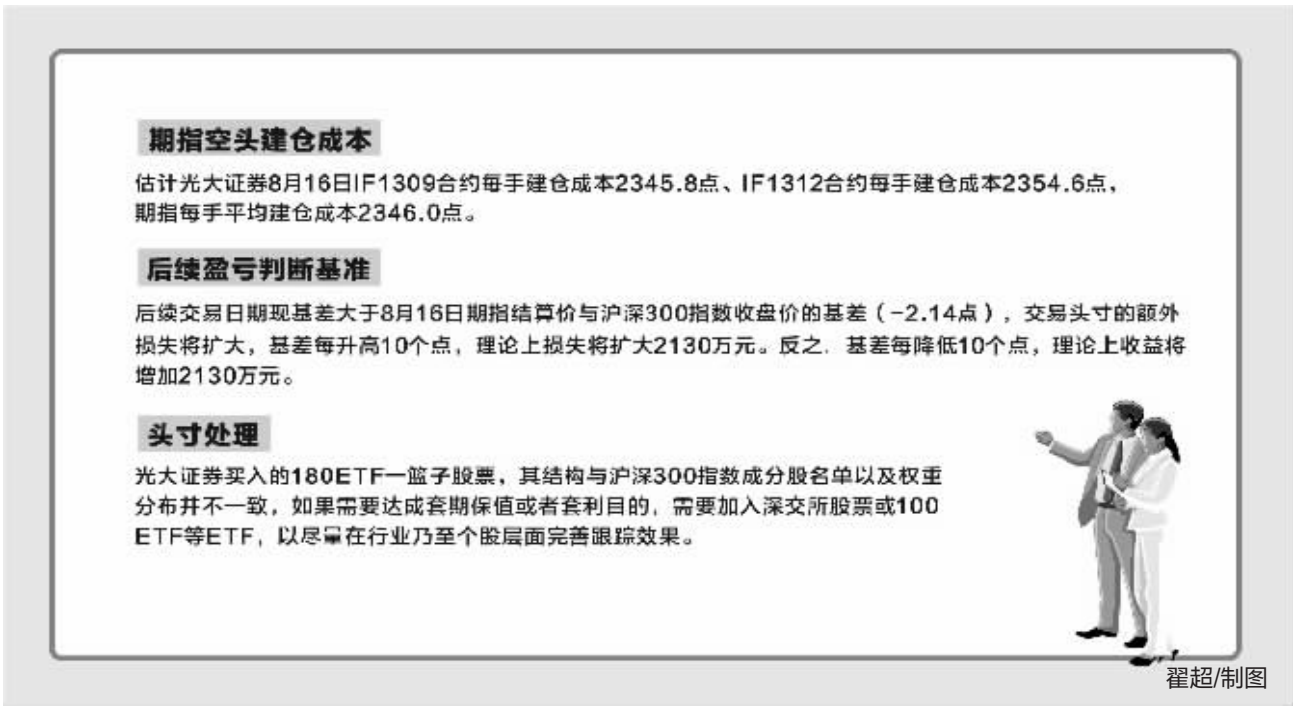 期指空头建仓成本
估计光大证券8月16日IF1309合约每手建仓成本2345.8点、IF1312合约每手建仓成本2354.6点，
期指每手平均建仓成本2346.0点。
后续盈亏判断基准
后续交易日期现基差大于8月16日期指结算价与沪深300指数收盘价的基差（-2.14点），交易头寸的额外
损失将扩大，基差每升高10个点，理论上损失将扩大2130万元。反之．基差每降低10个点，理论上收益将
增加2130万元。
头寸处理
光大证券买入的180ETF一篮子股票，其结构与沪深300指数成分股名单以及权重
分布并不一致，如果需要达成套期保值或者套利目的，需要加入深交所股票或100
ETF等ETF，以尽量在行业乃至个股层面完善跟踪效果。
翟超/制图